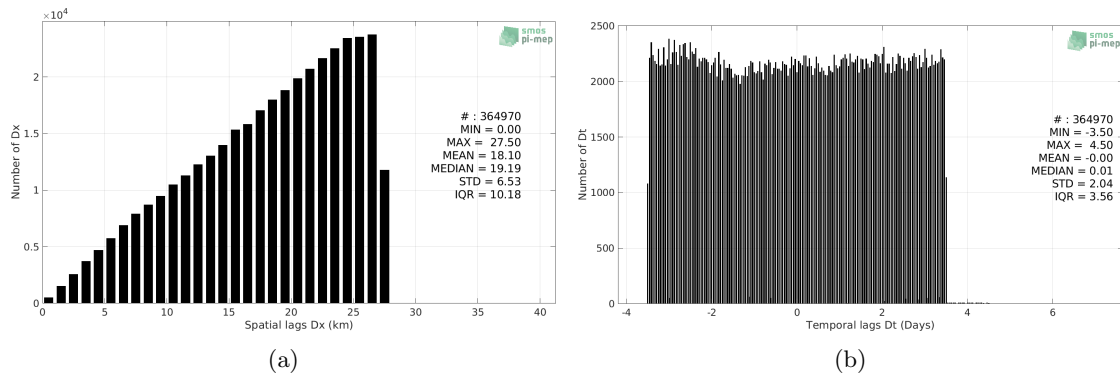 ×10⁴
smos
pi-mep
2
1.5
1
0.5
0
Number of Dx
# : 364970
MIN = 0.00
MAX = 27.50
MEAN = 18.10
MEDIAN = 19.19
STD = 6.53
IQR = 10.18
0 5 10 15 20 25 30 35 40
Spatial lags Dx (km)
(a)
2500
smos
pi-mep
2000
1500
1000
500
0
Number of Dt
# : 364970
MIN = -3.50
MAX = 4.50
MEAN = -0.00
MEDIAN = 0.01
STD = 2.04
IQR = 3.56
-4 -2 0 2 4 6
Temporal lags Dt (Days)
(b)